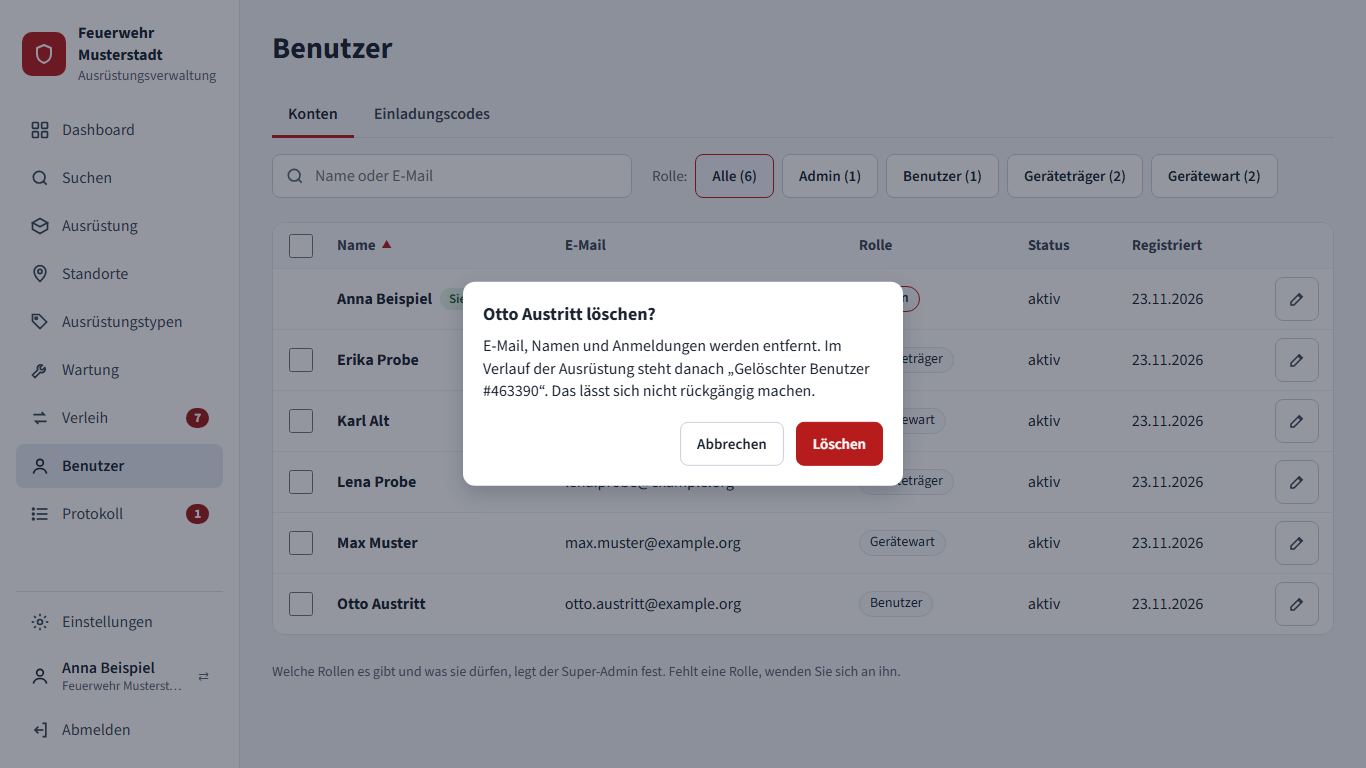 Feuerwehr
Musterstadt
Ausrüstungsverwaltung
Dashboard
Suchen
Ausrüstung
Standorte
Ausrüstungstypen
Wartung
Verleih 7
Benutzer
Protokoll 1
Einstellungen
Anna Beispiel
Feuerwehr Musterst…
Abmelden
Benutzer
Konten Einladungscodes
Name oder E-Mail Rolle: Alle (6) Admin (1) Benutzer (1) Geräteträger (2) Gerätewart (2)
Name E-Mail Rolle Status Registriert
Anna Beispiel aktiv 23.11.2026
Erika Probe aktiv 23.11.2026
Karl Alt aktiv 23.11.2026
Lena Probe aktiv 23.11.2026
Max Muster max.muster@example.org Gerätewart aktiv 23.11.2026
Otto Austritt otto.austritt@example.org Benutzer aktiv 23.11.2026
Welche Rollen es gibt und was sie dürfen, legt der Super-Admin fest. Fehlt eine Rolle, wenden Sie sich an ihn.
Otto Austritt löschen?
E-Mail, Namen und Anmeldungen werden entfernt. Im
Verlauf der Ausrüstung steht danach „Gelöschter Benutzer
#463390“. Das lässt sich nicht rückgängig machen.
Abbrechen Löschen